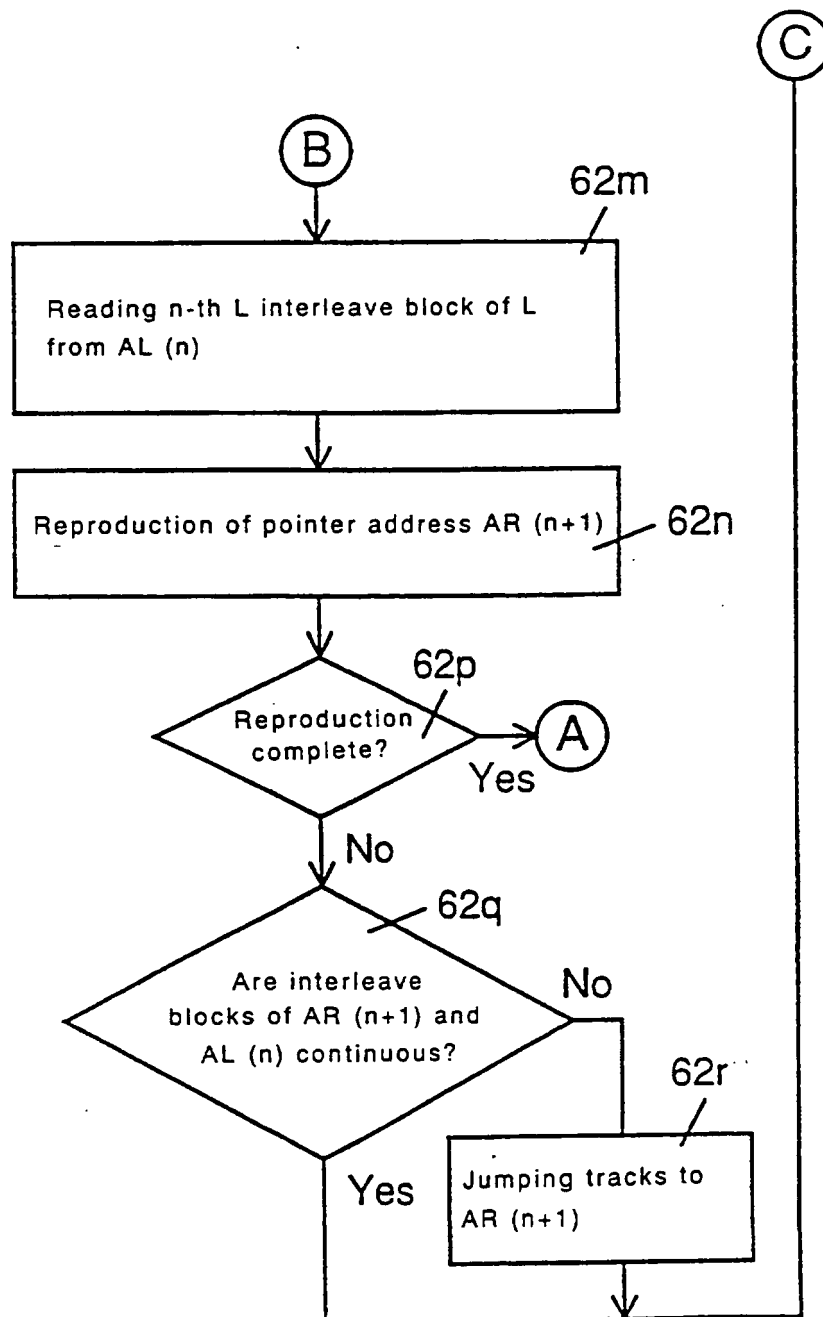 C
B
62m
Reading n-th L interleave block of L
from AL (n)
Reproduction of pointer address AR (n+1)
62n
62p
Reproduction
complete?
A
Yes
No
62q
Are interleave
blocks of AR (n+1) and
AL (n) continuous?
No
62r
Yes
Jumping tracks to
AR (n+1)